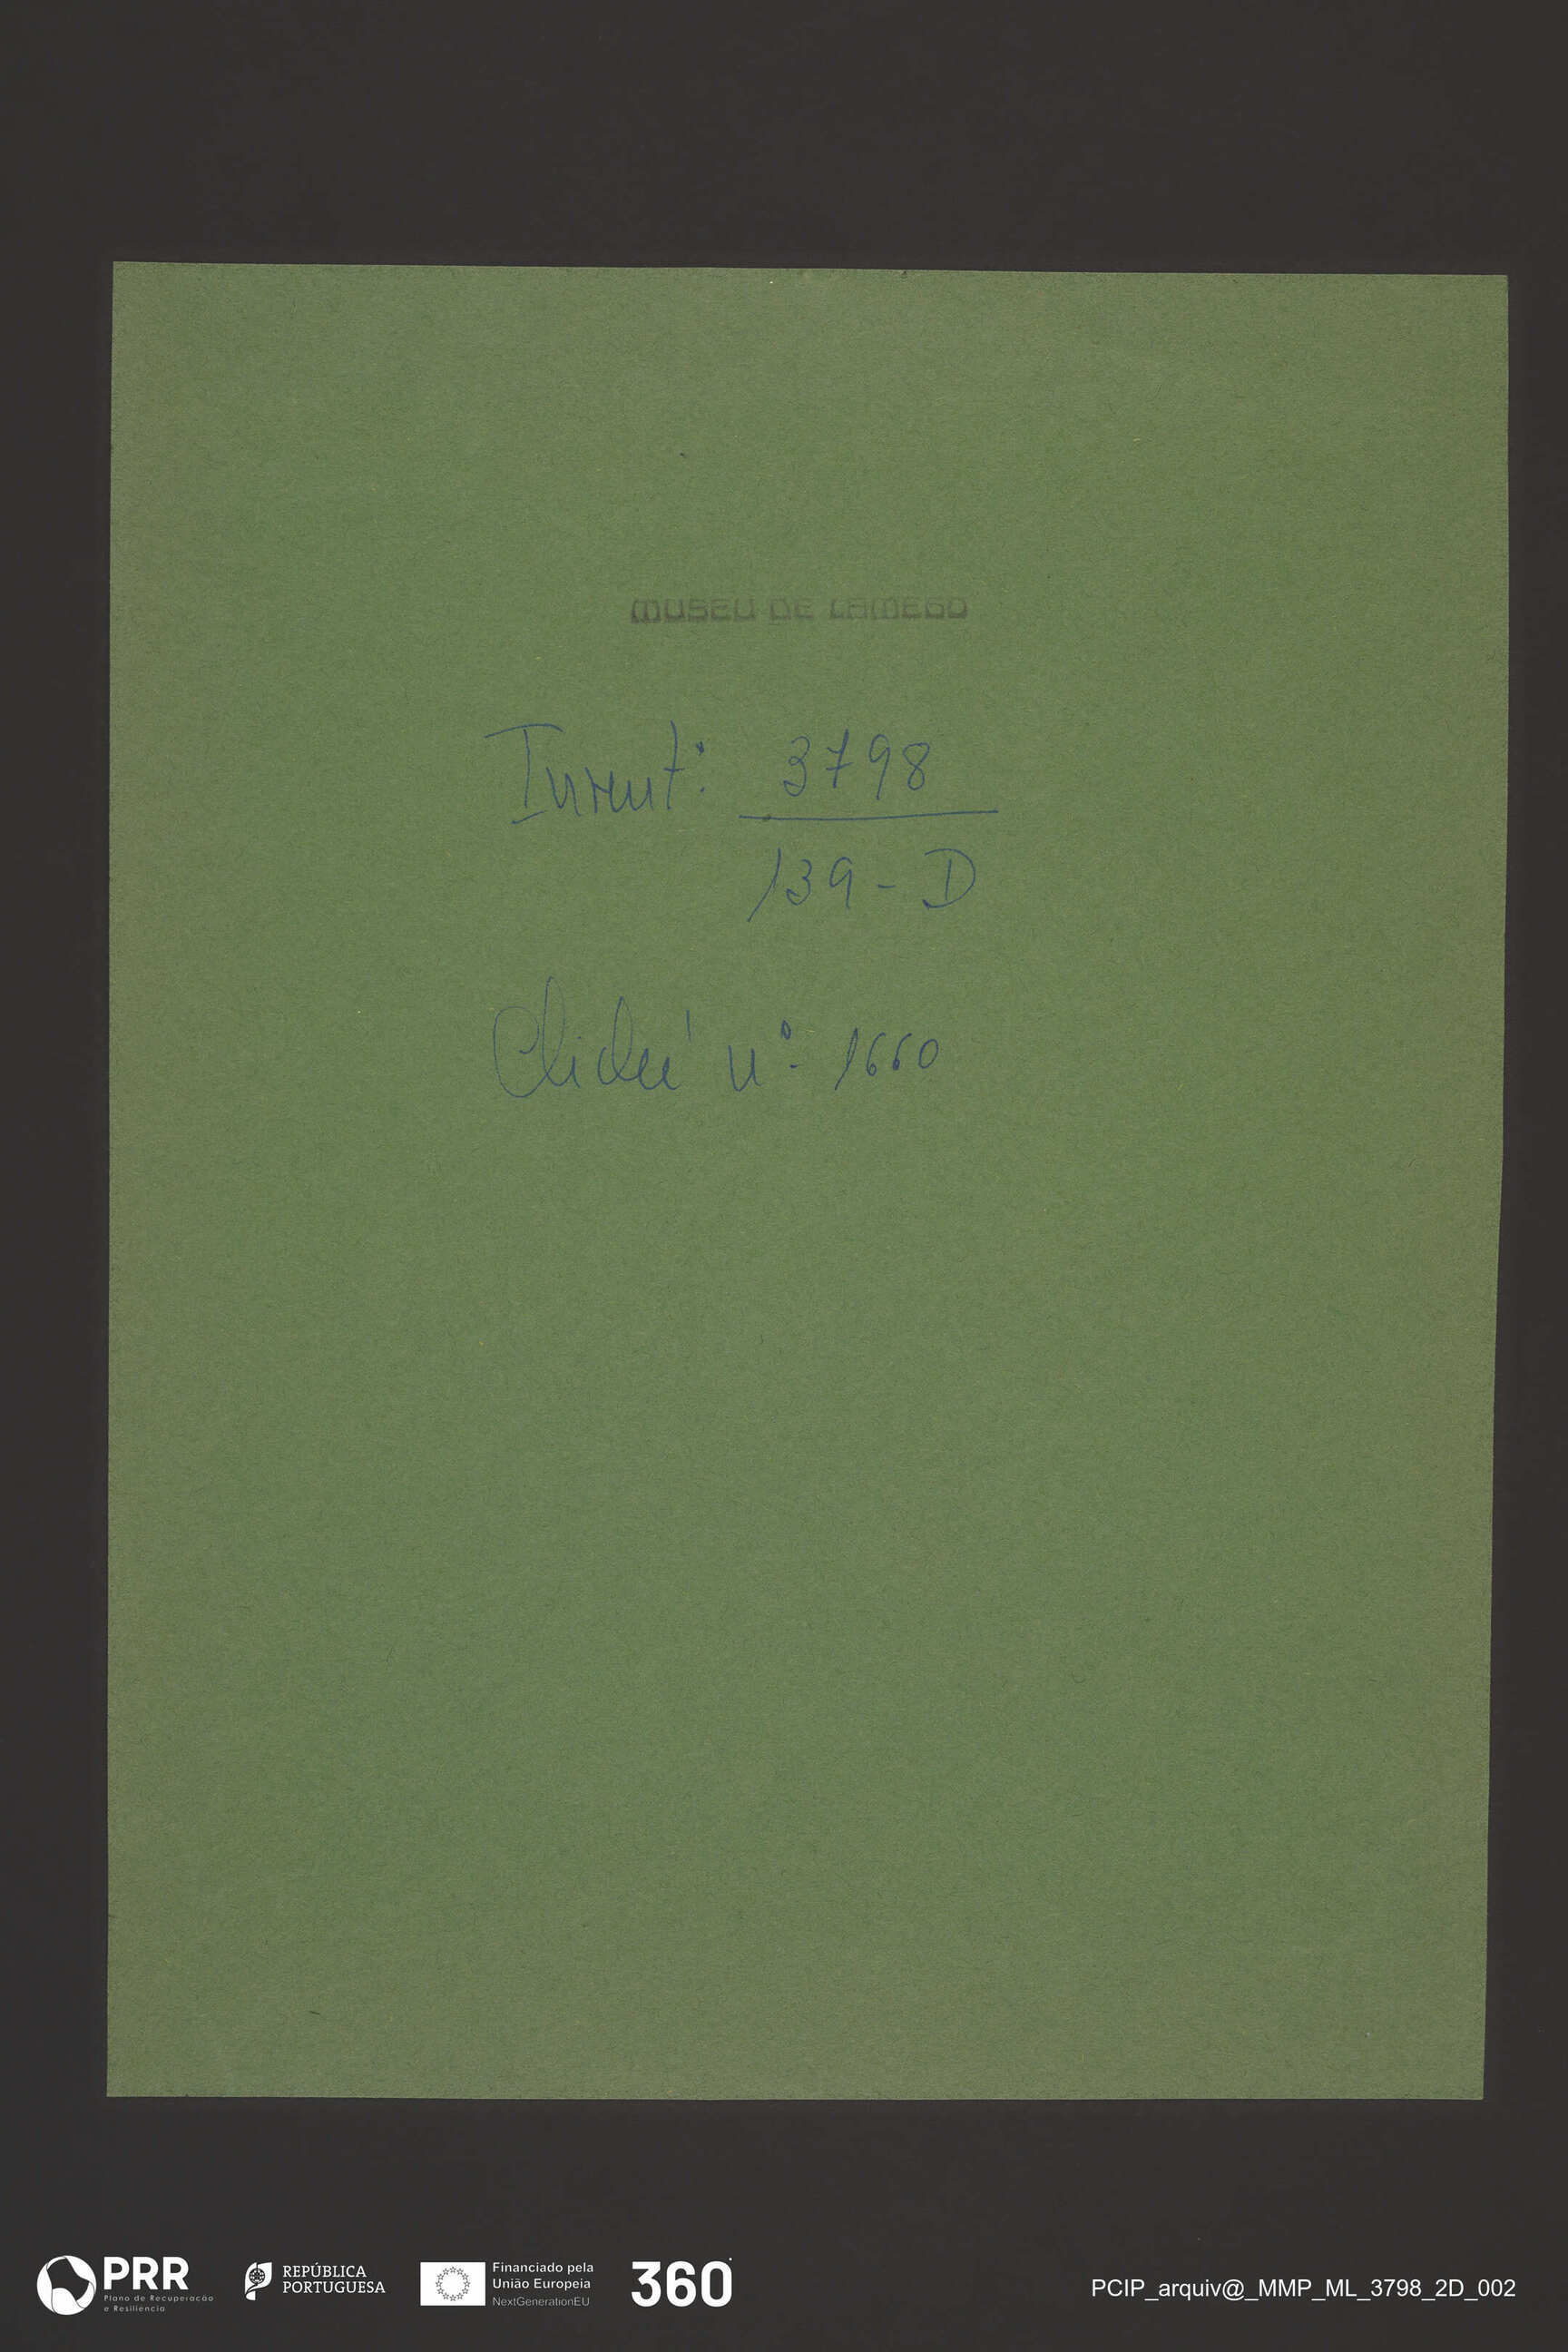 MUSEU DE LAMEGO
Invent: 3798
139 - D
Cliché nº 1660
PRR
Plano de Recuperação
e Resiliência
REPÚBLICA
PORTUGUESA
Financiado pela
União Europeia
NextGenerationEU
360
PCIP_arquiv@_MMP_ML_3798_2D_002